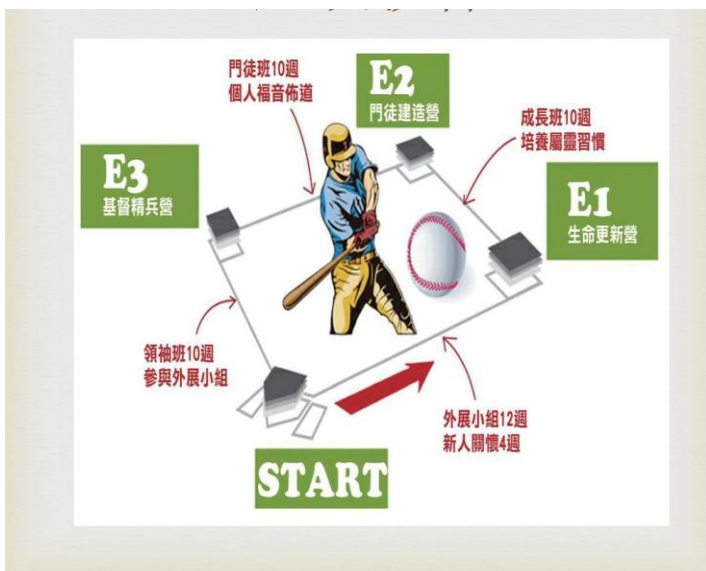 門徒班10週
個人福音佈道
E2
門徒建造營
成長班10週
培養屬靈習慣
E3
基督精兵營
E1
生命更新營
領袖班10週
參與外展小組
外展小組12週
新人關懷4週
START